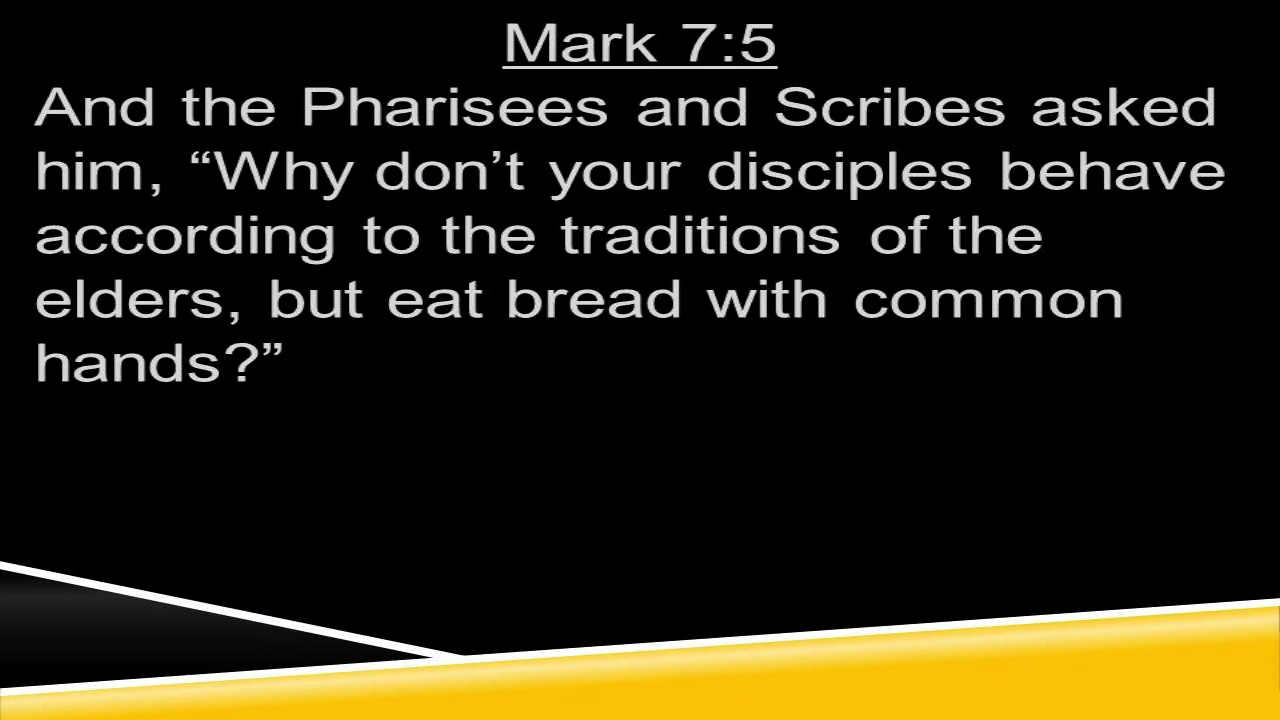 Mark 7:5
And the Pharisees and Scribes asked
him, “Why don’t your disciples behave
according to the traditions of the
elders, but eat bread with common
hands?”